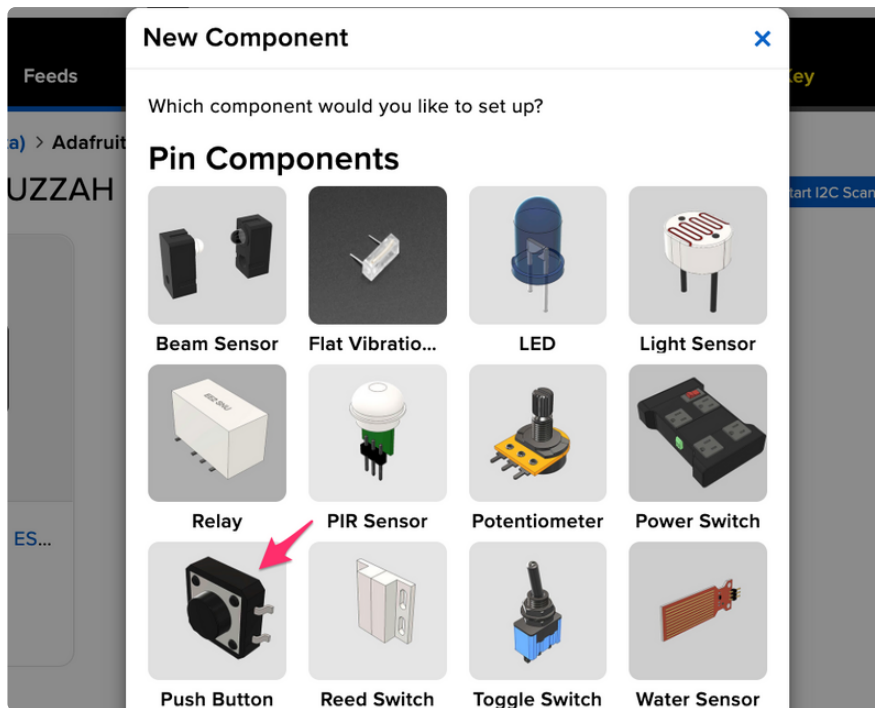 New Component
×
Feeds
Key
Which component would you like to set up?
a) > Adafruit
Pin Components
UZZAH
tart I2C Scan
Beam Sensor
Flat Vibratio...
LED
Light Sensor
Relay
PIR Sensor
Potentiometer
Power Switch
ES...
Push Button
Reed Switch
Toggle Switch
Water Sensor